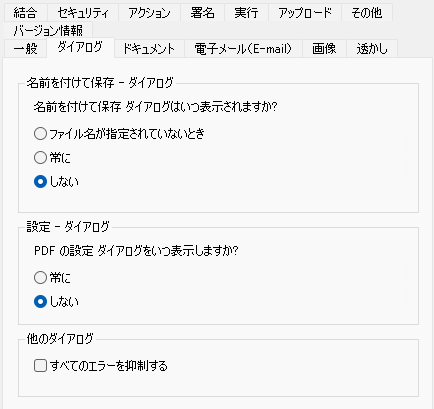 結合 セキュリティ アクション 署名 実行 アップロード その他
バージョン情報
一般 ダイアログ ドキュメント 電子メール(E-mail) 画像 透かし
名前を付けて保存 - ダイアログ
名前を付けて保存 ダイアログはいつ表示されますか?
ファイル名が指定されていないとき
常に
しない
設定 - ダイアログ
PDF の設定 ダイアログをいつ表示しますか?
常に
しない
他のダイアログ
すべてのエラーを抑制する